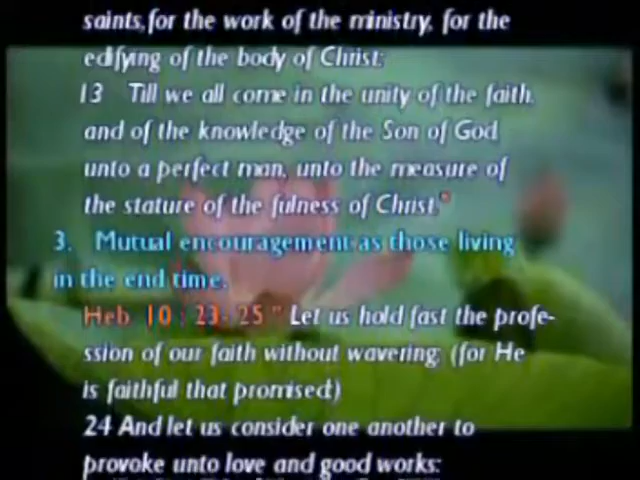 saints, for the work of the ministry, for the
edifying of the body of Christ:
13 Till we all come in the unity of the faith,
and of the knowledge of the Son of God
unto a perfect man, unto the measure of
the stature of the fulness of Christ."
3. Mutual encouragement as those living
in the end time.
Heb 10 : 23- 25 " Let us hold fast the profe-
ssion of our faith without wavering; (for He
is faithful that promised;)
24 And let us consider one another to
provoke unto love and good works: